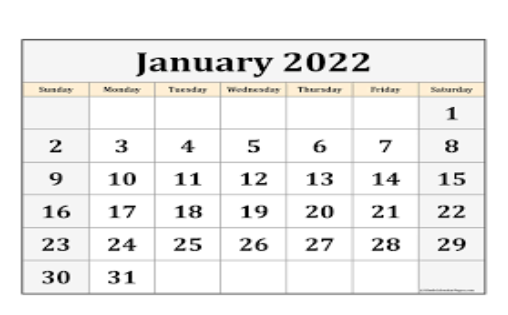 January 2022
Sunday Monday Tuesday Wednesday Thursday Friday Saturday
1
2 3 4 5 6 7 8
9 10 11 12 13 14 15
16 17 18 19 20 21 22
23 24 25 26 27 28 29
30 31